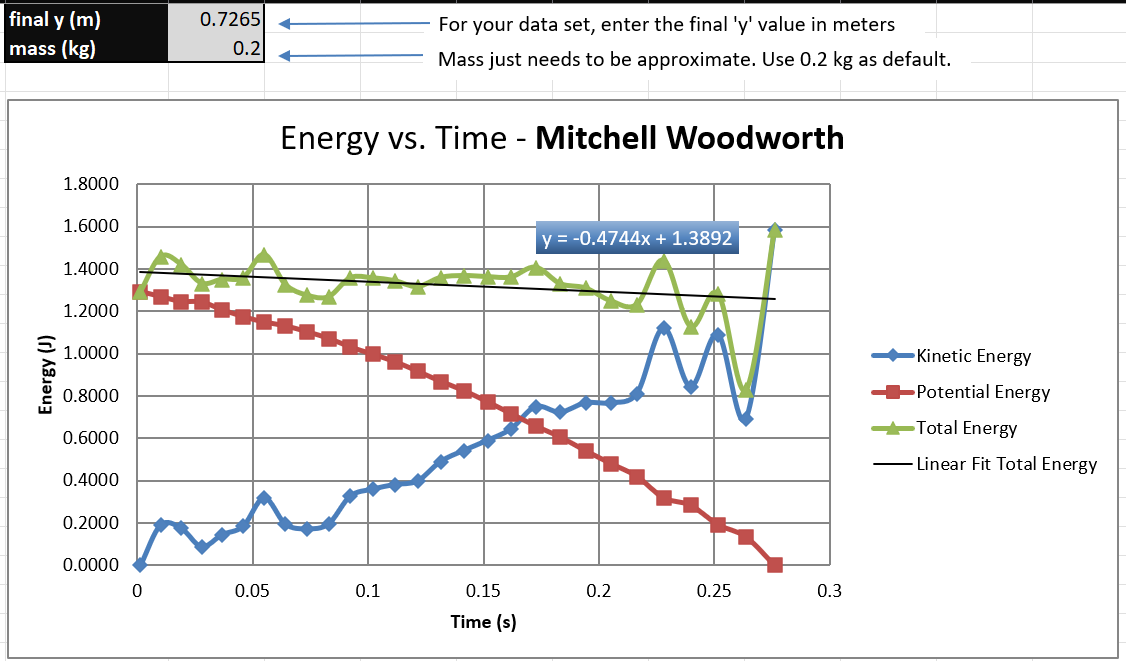 final y (m) 0.7265 For your data set, enter the final 'y' value in meters
mass (kg) 0.2 Mass just needs to be approximate. Use 0.2 kg as default.
Energy vs. Time - Mitchell Woodworth
1.8000
1.6000
y = -0.4744x + 1.3892
1.4000
1.2000
1.0000
0.8000
0.6000
0.4000
0.2000
0.0000
Energy (J)
0 0.05 0.1 0.15 0.2 0.25 0.3
Time (s)
Kinetic Energy
Potential Energy
Total Energy
Linear Fit Total Energy